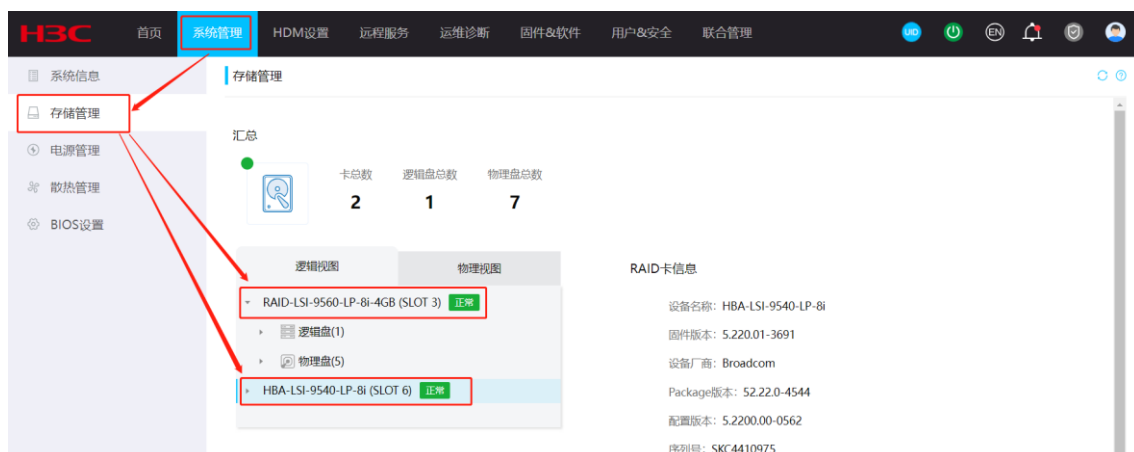 H3C 首页 系统管理 HDM设置 远程服务 运维诊断 固件&软件 用户&安全 联合管理 UID EN
系统信息
存储管理
电源管理
散热管理
BIOS设置
存储管理
汇总
卡总数 逻辑盘总数 物理盘总数
2 1 7
逻辑视图 物理视图
RAID-LSI-9560-LP-8i-4GB (SLOT 3) 正常
逻辑盘(1)
物理盘(5)
HBA-LSI-9540-LP-8i (SLOT 6) 正常
RAID卡信息
设备名称: HBA-LSI-9540-LP-8i
固件版本: 5.220.01-3691
设备厂商: Broadcom
Package版本: 52.22.0-4544
配置版本: 5.2200.00-0562
序列号: SKC4410975